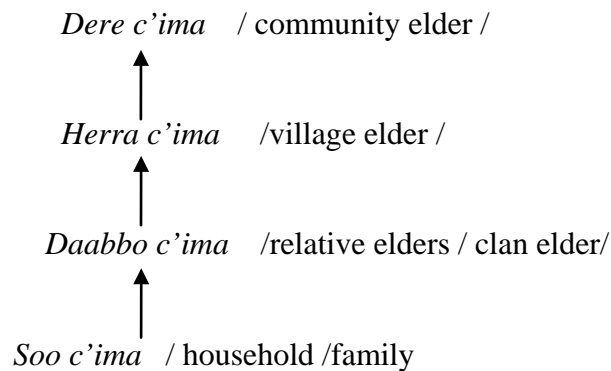 Dere c’ima / community elder /
Herra c’ima /village elder /
Daabbo c’ima /relative elders / clan elder/
Soo c’ima / household /family